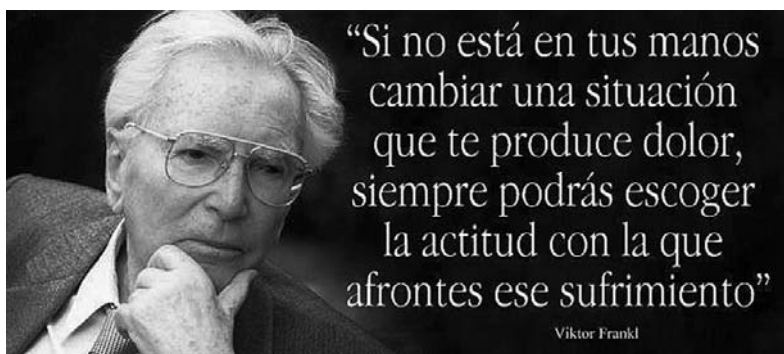 “Si no está en tus manos
cambiar una situación
que te produce dolor,
siempre podrás escoger
la actitud con la que
afrontes ese sufrimiento”
Viktor Frankl